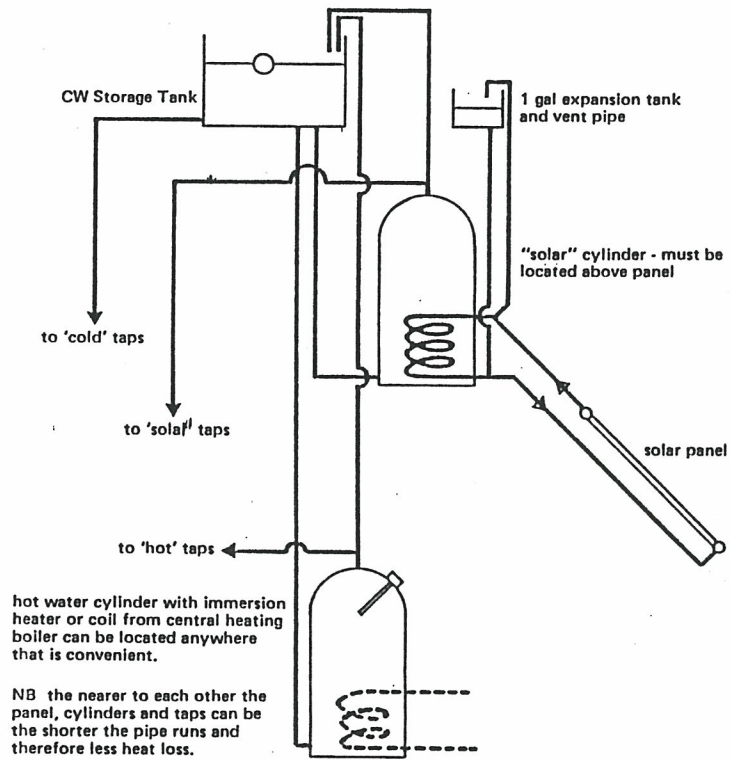 CW Storage Tank
1 gal expansion tank
and vent pipe
"solar" cylinder - must be
located above panel
to 'cold' taps
to 'solar' taps
solar panel
to 'hot' taps
hot water cylinder with immersion
heater or coil from central heating
boiler can be located anywhere
that is convenient.
NB the nearer to each other the
panel, cylinders and taps can be
the shorter the pipe runs and
therefore less heat loss.